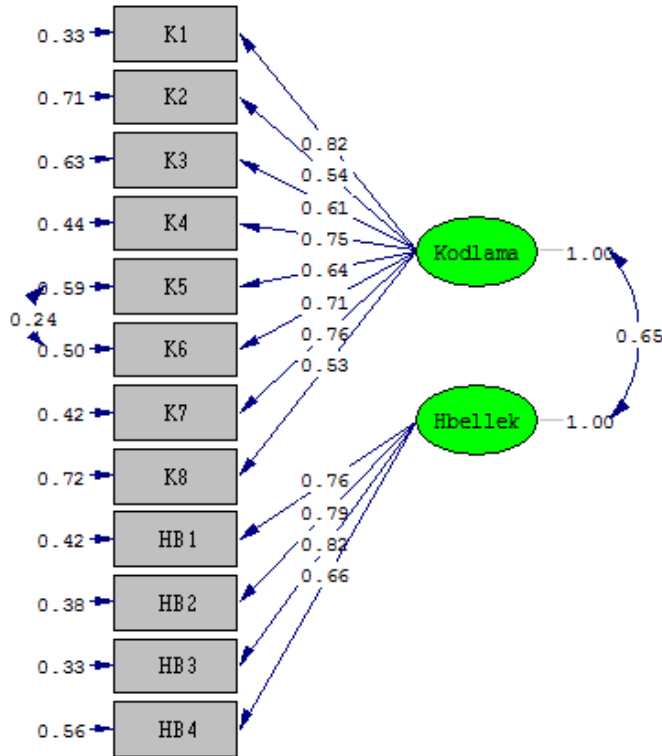 0.33 K1
0.71 K2
0.82
0.63 K3
0.54
0.61
0.44 K4
0.75
Kodlama 1.00
0.59 K5
0.64
0.24
0.71
0.50 K6
0.76
0.65
0.53
0.42 K7
Hbellek 1.00
0.72 K8
0.76
0.79
0.42 HB1
0.82
0.66
0.38 HB2
0.33 HB3
0.56 HB4